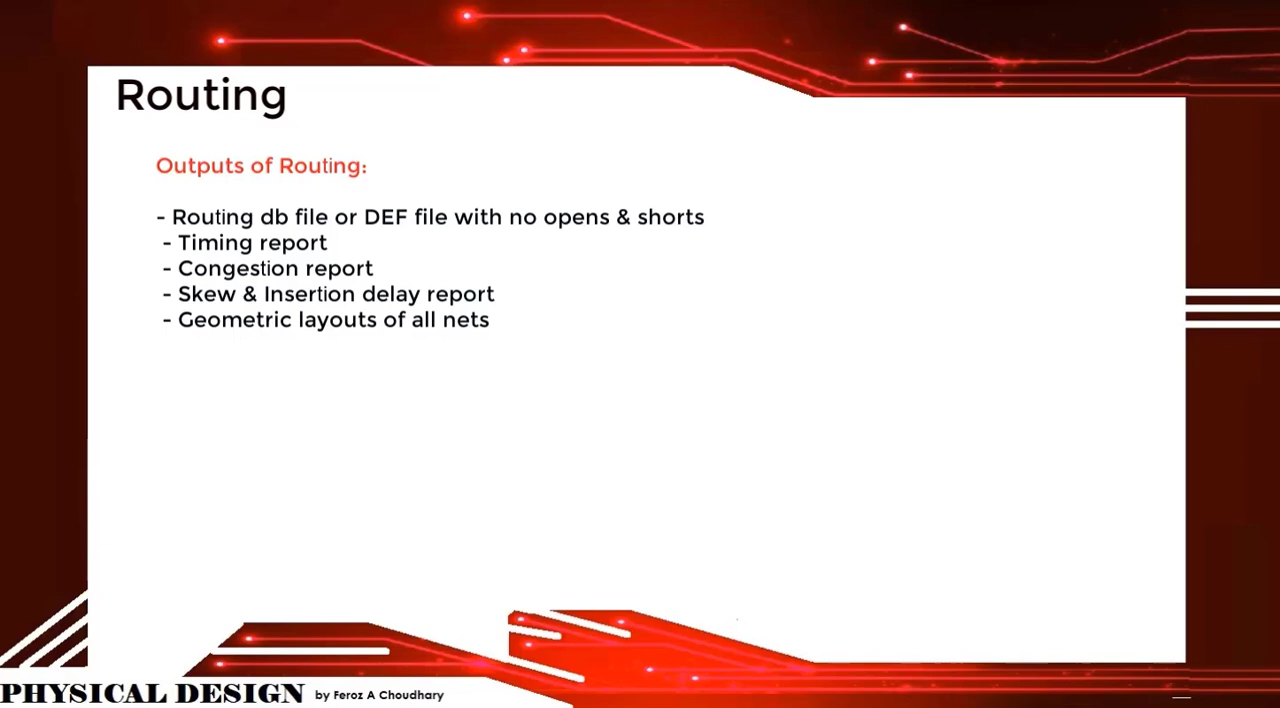 Routing
Outputs of Routing:
- Routing db file or DEF file with no opens & shorts
- Timing report
- Congestion report
- Skew & Insertion delay report
- Geometric layouts of all nets
PHYSICAL DESIGN by Feroz A Choudhary